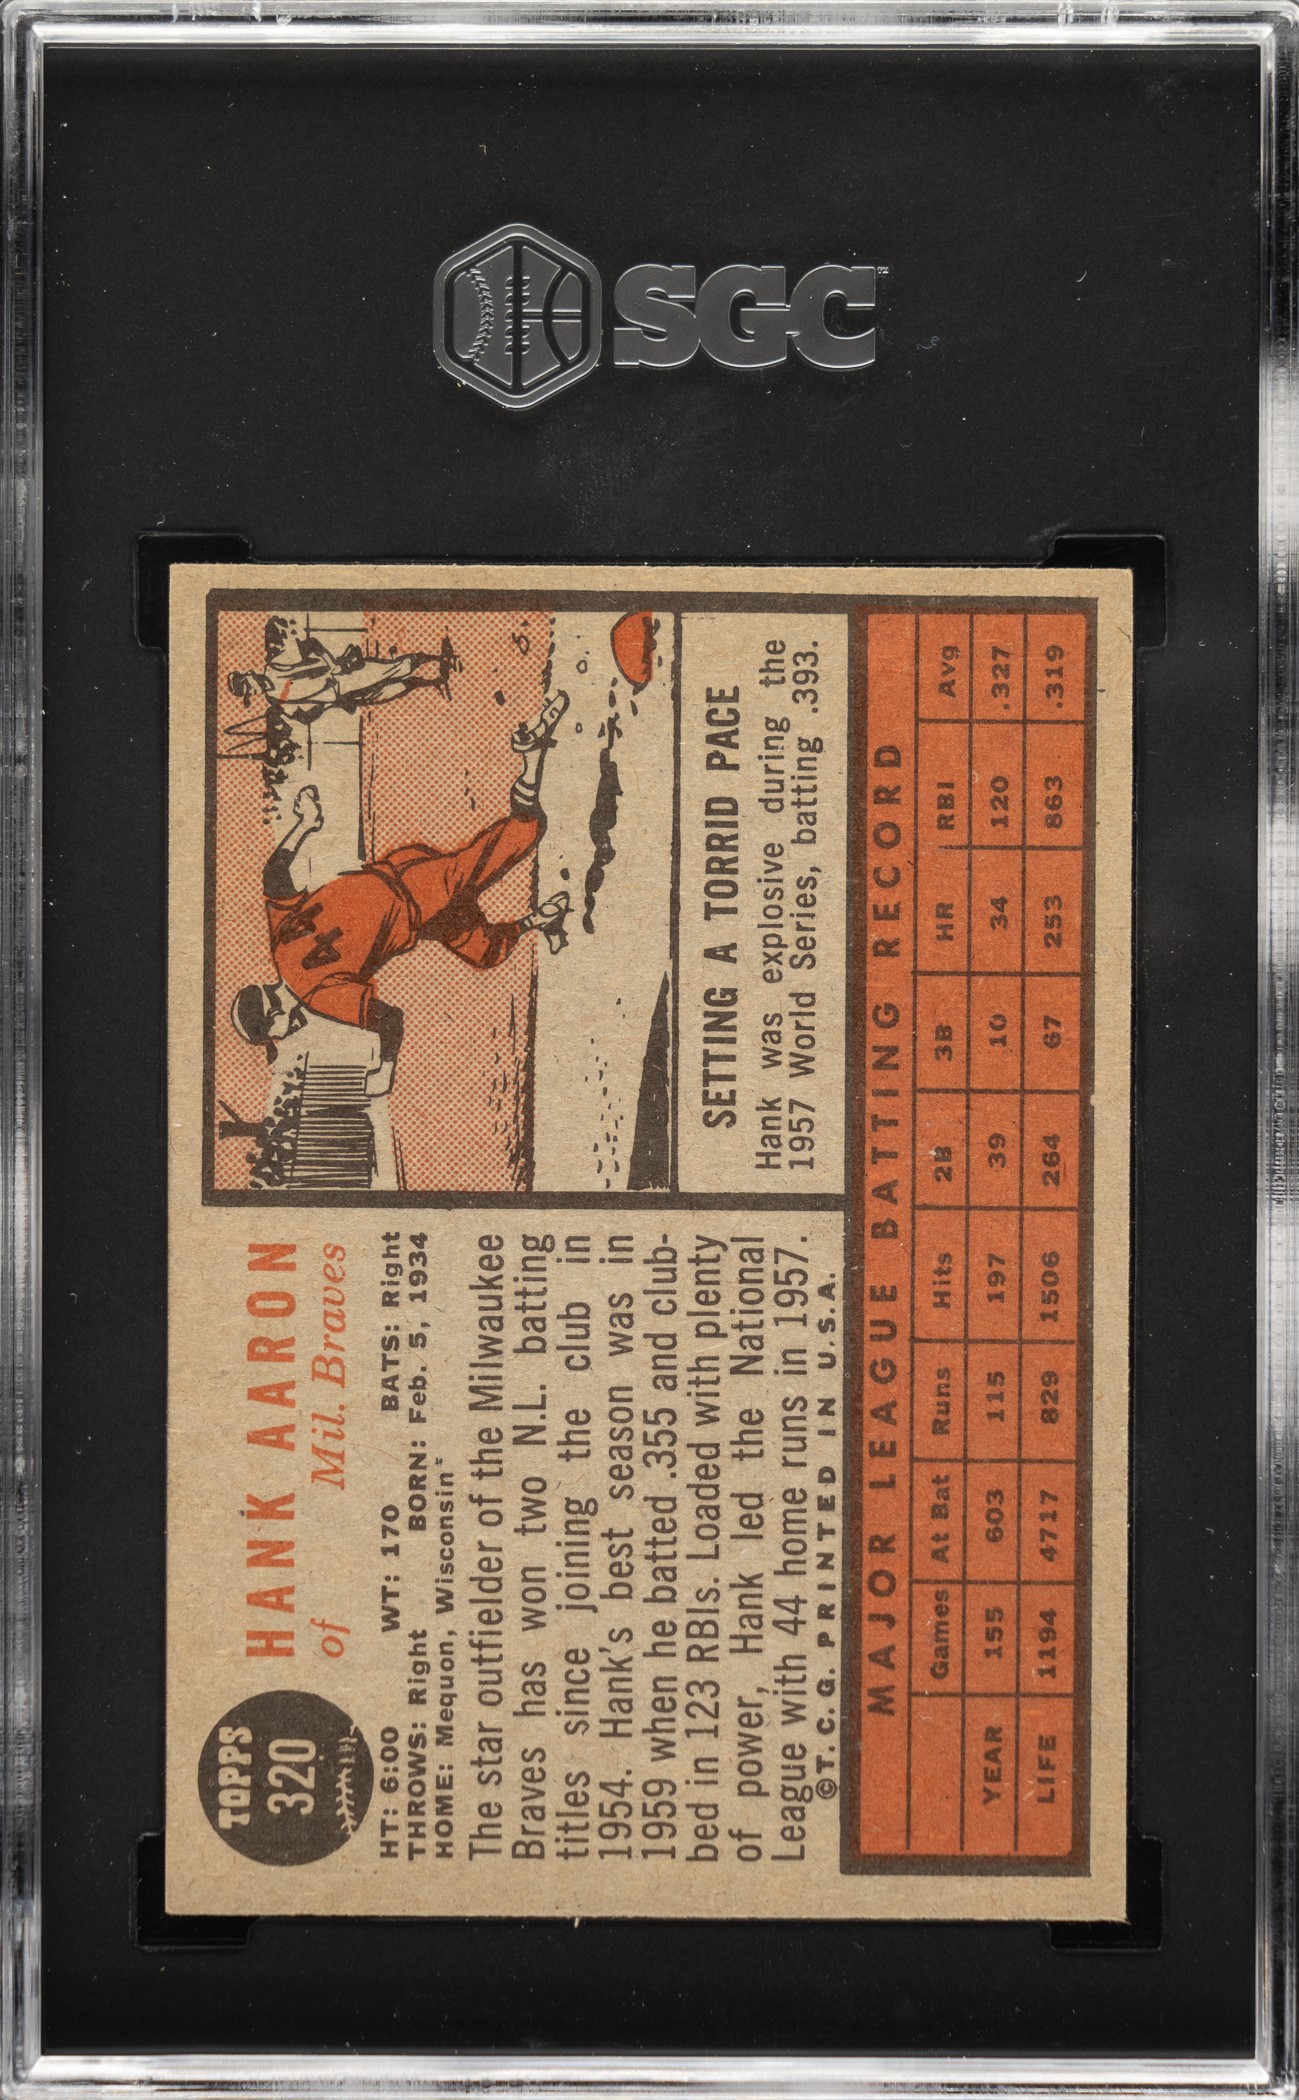 SGC
TOPPS
320
HANK AARON
of Mil. Braves
HT: 6:00 WT: 170 BATS: Right
THROWS: Right BORN: Feb. 5, 1934
HOME: Mequon, Wisconsin
The star outfielder of the Milwaukee
Braves has won two N.L. batting
titles since joining the club in
1954. Hank's best season was in
1959 when he batted .355 and club-
bed in 123 RBIs. Loaded with plenty
of power, Hank led the National
League with 44 home runs in 1957.
©T.C.G. PRINTED IN U.S.A.
44
SETTING A TORRID PACE
Hank was explosive during the
1957 World Series, batting .393.
MAJOR LEAGUE BATTING RECORD
Games At Bat Runs Hits 2B 3B HR RBI Avg
YEAR 155 603 115 197 39 10 34 120 .327
LIFE 1194 4717 829 1506 264 67 253 863 .319